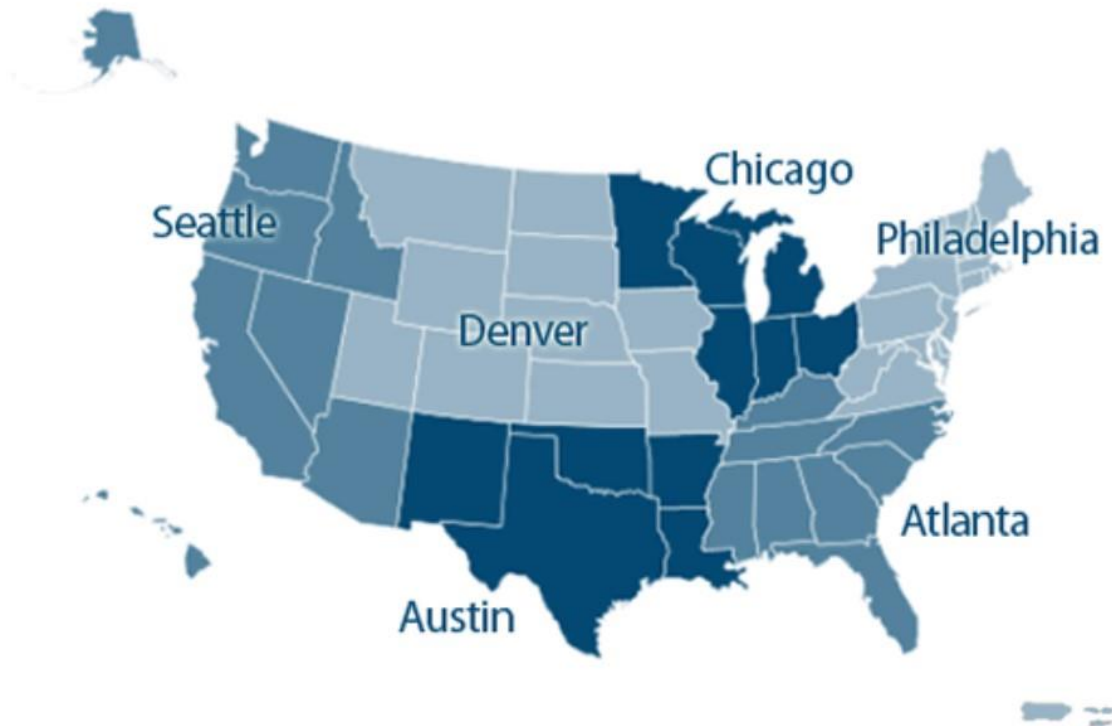 Chicago
Seattle
Philadelphia
Denver
Atlanta
Austin